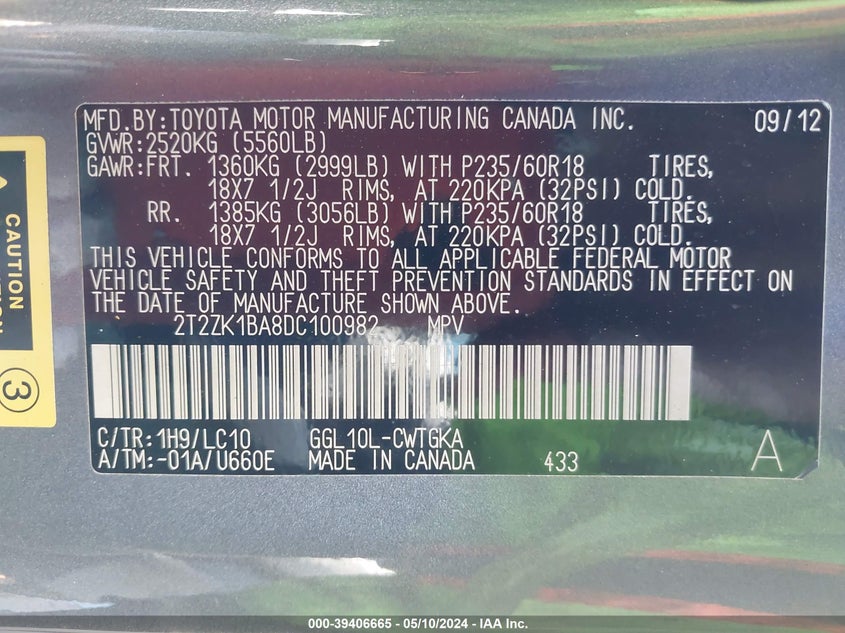 MFD.BY:TOYOTA MOTOR MANUFACTURING CANADA INC. 09/12
GVWR:2520KG (5560LB)
GAWR:FRT. 1360KG (2999LB) WITH P235/60R18 TIRES,
18X7 1/2J RIMS, AT 220KPA (32PSI) COLD.
RR. 1385KG (3056LB) WITH P235/60R18 TIRES,
18X7 1/2J RIMS, AT 220KPA (32PSI) COLD.
THIS VEHICLE CONFORMS TO ALL APPLICABLE FEDERAL MOTOR
VEHICLE SAFETY AND THEFT PREVENTION STANDARDS IN EFFECT ON
THE DATE OF MANUFACTURE SHOWN ABOVE.
2T2ZK1BA8DC100982 MPV
C/TR:1H9/LC10 GGL10L-CWTGKA
A/TM:-01A/U660E MADE IN CANADA 433 A
CAUTION
3
000-39406665 - 05/10/2024 - IAA Inc.